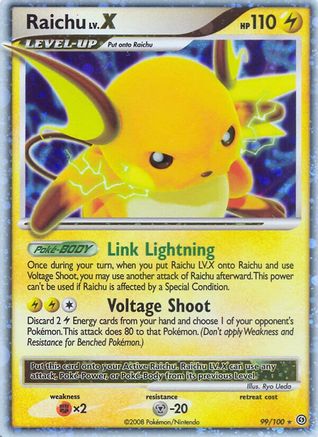 Raichu LV.X HP 110
LEVEL-UP Put onto Raichu
Poké-BODY Link Lightning
Once during your turn, when you put Raichu LV.X onto Raichu and use
Voltage Shoot, you may use another attack of Raichu afterward. This power can't
be used if Raichu is affected by a Special Condition.
Voltage Shoot
Discard 2 Energy cards from your hand and choose 1 of your opponent's
Pokémon. This attack does 80 to that Pokémon. (Don't apply Weakness and
Resistance for Benched Pokémon.)
Put this card onto your Active Raichu. Raichu LV.X can use any
attack, Poké-Power, or Poké-Body from its previous Level.
Illus. Ryo Ueda
weakness resistance retreat cost
×2 -20
©2008 Pokémon/Nintendo 99/100